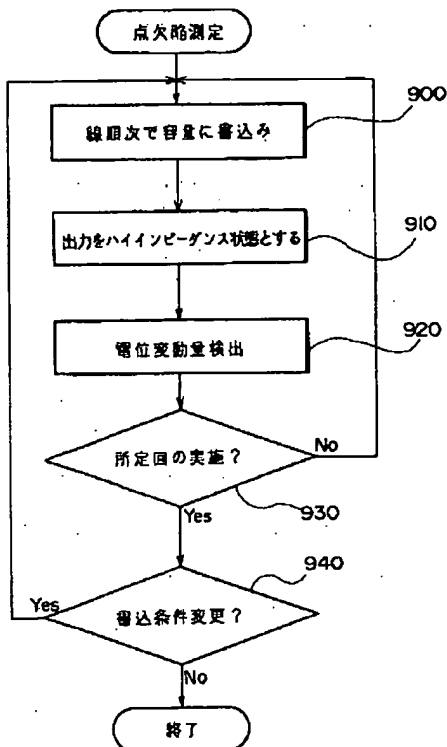 点欠陥測定
900
線順次で容量に書込み
910
出力をハイインピーダンス状態とする
920
電位変動量検出
所定回の実施?
No
930
Yes
940
Yes
書込条件変更?
No
終了